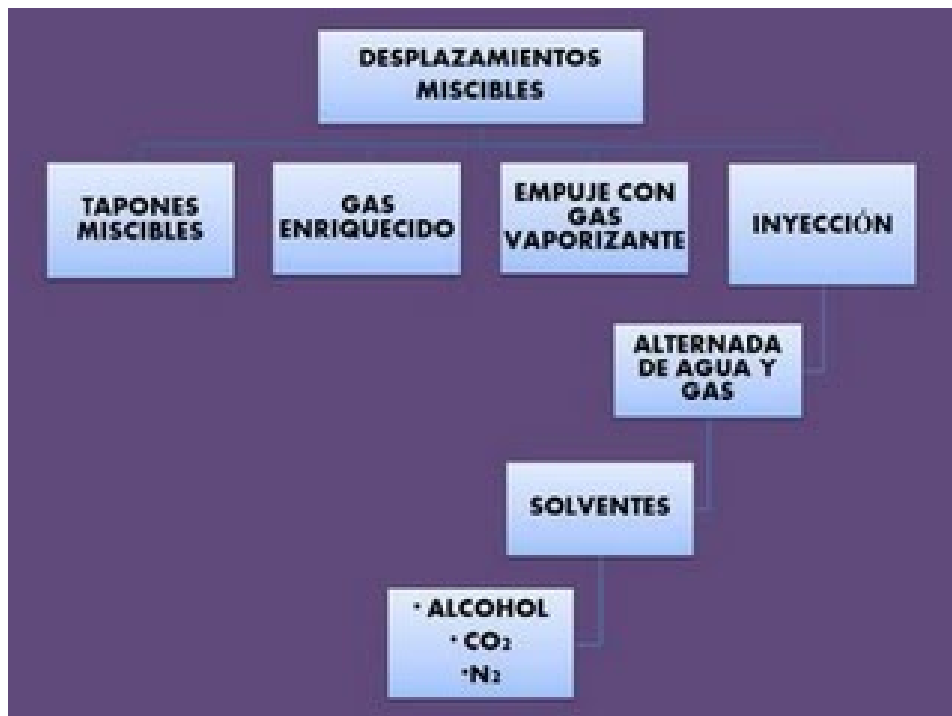 DESPLAZAMIENTOS
MISCIBLES
TAPONES
MISCIBLES
GAS
ENRIQUECIDO
EMPUJE CON
GAS
VAPORIZANTE
INYECCIÓN
ALTERNADA
DE AGUA Y
GAS
SOLVENTES
• ALCOHOL
• CO₂
•N₂